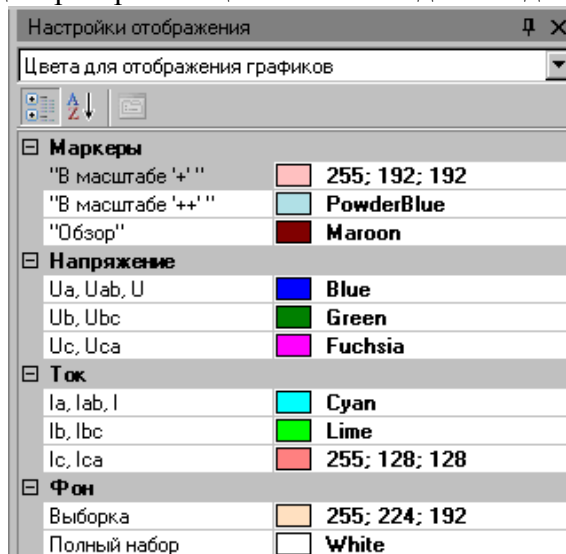 Настройки отображения
Цвета для отображения графиков
Маркеры
"В масштабе '+'" 255; 192; 192
"В масштабе '++'" PowderBlue
"Обзор" Maroon
Напряжение
Ua, Uab, U Blue
Ub, Ubc Green
Uc, Uca Fuchsia
Ток
Ia, Iab, I Cyan
Ib, Ibc Lime
Ic, Ica 255; 128; 128
Фон
Выборка 255; 224; 192
Полный набор White